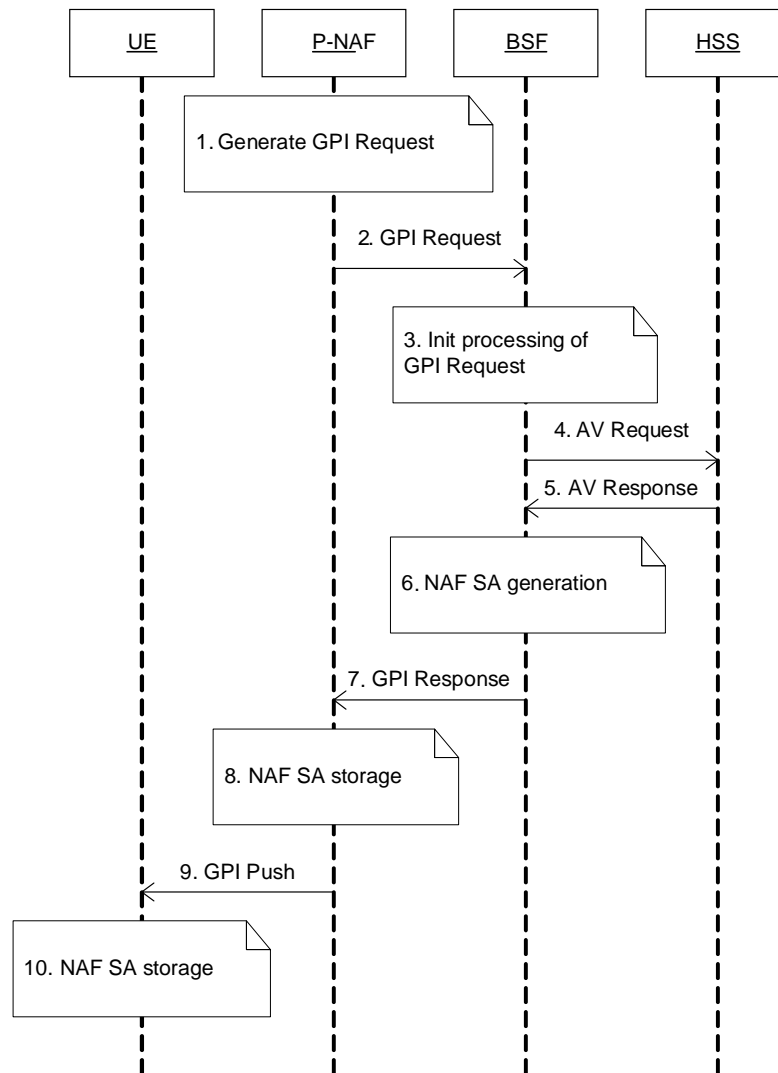 UE
P-NAF
BSF
HSS
1. Generate GPI Request
2. GPI Request
3. Init processing of
GPI Request
4. AV Request
5. AV Response
6. NAF SA generation
7. GPI Response
8. NAF SA storage
9. GPI Push
10. NAF SA storage